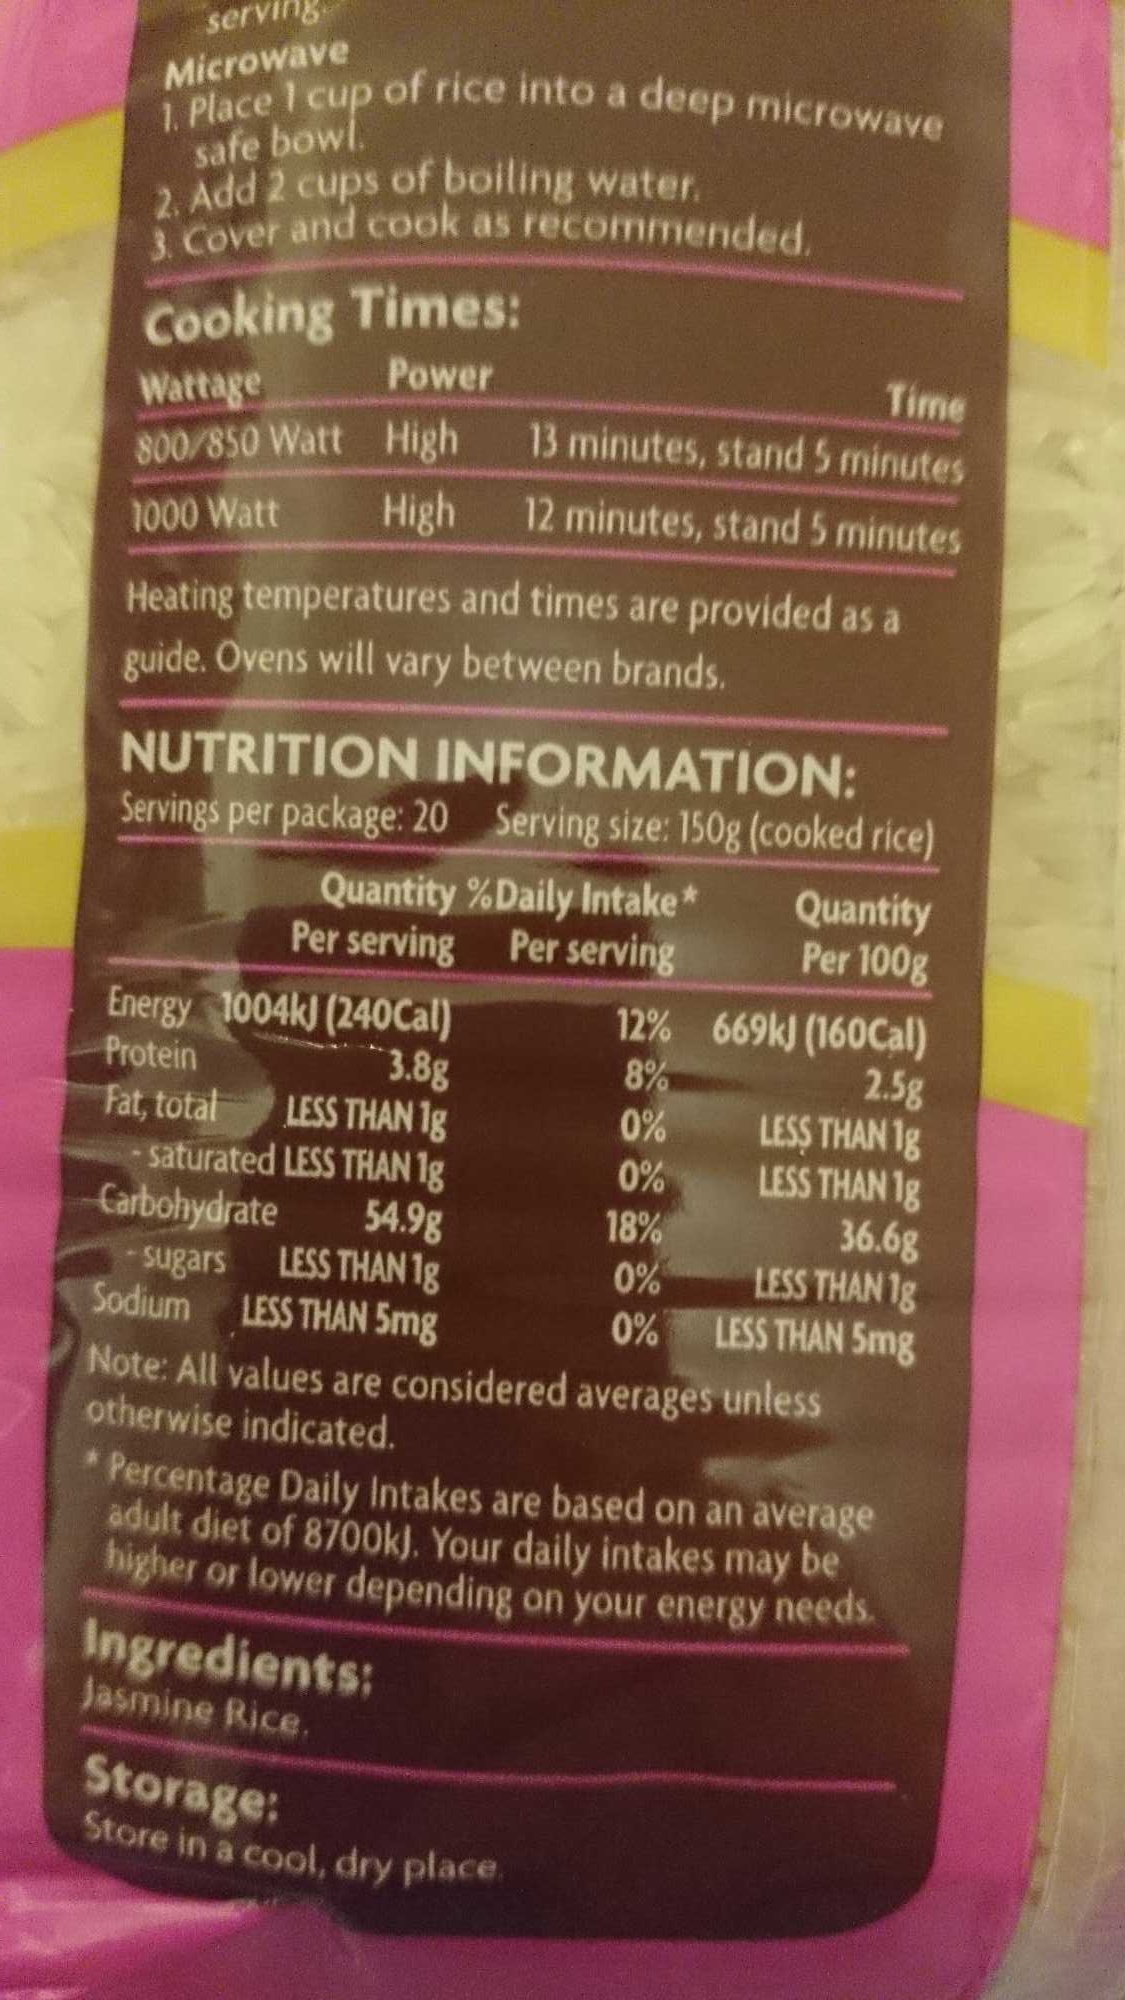 serving.
Microwave
1. Place 1 cup of rice into a deep microwave
safe bowl.
2. Add 2 cups of boiling water.
3. Cover and cook as recommended.
Cooking Times:
Wattage Power Time
800/850 Watt High 13 minutes, stand 5 minutes
1000 Watt High 12 minutes, stand 5 minutes
Heating temperatures and times are provided as a
guide. Ovens will vary between brands.
NUTRITION INFORMATION:
Servings per package: 20 Serving size: 150g (cooked rice)
Quantity %Daily Intake* Quantity
Per serving Per serving Per 100g
Energy 1004kJ (240Cal) 12% 669kJ (160Cal)
Protein 3.8g 8% 2.5g
Fat, total LESS THAN 1g 0% LESS THAN 1g
- saturated LESS THAN 1g 0% LESS THAN 1g
Carbohydrate 54.9g 18% 36.6g
- sugars LESS THAN 1g 0% LESS THAN 1g
Sodium LESS THAN 5mg 0% LESS THAN 5mg
Note: All values are considered averages unless
otherwise indicated.
* Percentage Daily Intakes are based on an average
adult diet of 8700kJ. Your daily intakes may be
higher or lower depending on your energy needs.
Ingredients:
Jasmine Rice.
Storage:
Store in a cool, dry place.